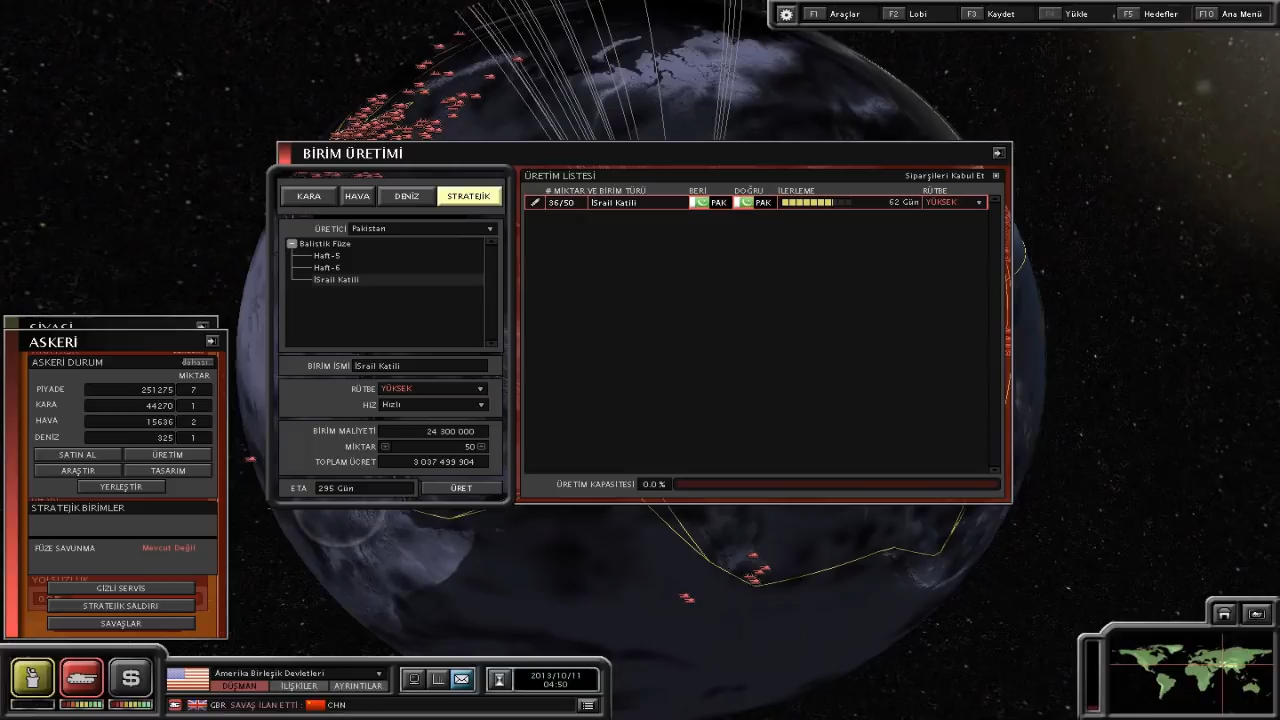 F1 Araçlar F2 Lobi F3 Kaydet F4 Yükle F5 Hedefler F10 Ana Menü
BİRİM ÜRETİMİ
KARA HAVA DENİZ STRATEJİK
ÜRETİCİ Pakistan
Balistik Füze
Haft-5
Haft-6
İSrail Katili
BİRİM İSMİ İSrail Katili
RÜTBE YÜKSEK
HIZ Hızlı
BİRİM MALİYETİ 24 300 000
MİKTAR 50
TOPLAM ÜCRET 3 037 499 904
ETA 295 Gün ÜRET
ÜRETİM LİSTESİ Siparşileri Kabul Et
# MİKTAR VE BİRİM TÜRÜ BERİ DOĞRU İLERLEME RÜTBE
36/50 İSrail Katili PAK PAK 62 Gün YÜKSEK
ÜRETİM KAPASİTESİ 0.0 %
SİYASİ
ASKERİ
ASKERİ DURUM dahası
MİKTAR
PİYADE 251275 7
KARA 44270 1
HAVA 15636 2
DENİZ 325 1
SATIN AL ÜRETİM
ARAŞTIR TASARIM
YERLEŞTİR
STRATEJİK BİRİMLER
FÜZE SAVUNMA Mevcut Değil
YOLSUZLUK
GİZLİ SERVİS
STRATEJİK SALDIRI
SAVAŞLAR
$
Amerika Birleşik Devletleri
DÜŞMAN İLİŞKİLER AYRINTILAR
2013/10/11
04:50
GBR SAVAŞ İLAN ETTİ : CHN